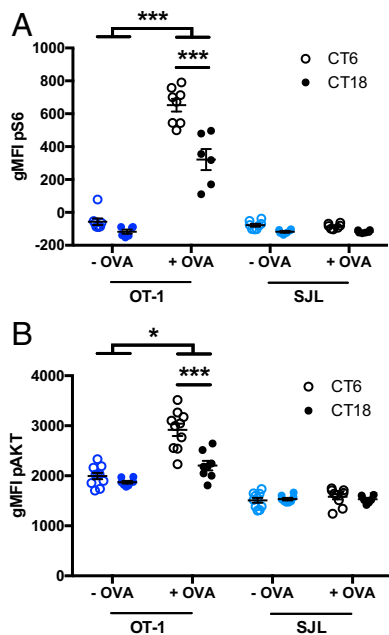 A
***
***
CT6
CT18
gMFI pS6
1000
800
600
400
200
0
-200
- OVA + OVA - OVA + OVA
OT-1 SJL
B
*
***
CT6
CT18
gMFI pAKT
4000
3000
2000
1000
0
- OVA + OVA - OVA + OVA
OT-1 SJL